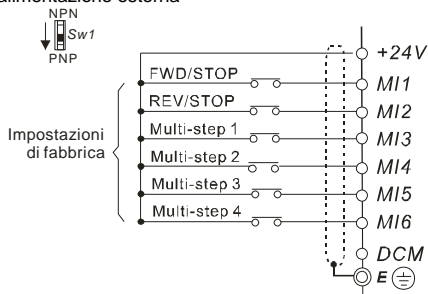 alimentazione esterna
NPN
Sw1
PNP
+24V
FWD/STOP
MI1
REV/STOP
MI2
Impostazioni
di fabbrica
Multi-step 1
MI3
Multi-step 2
MI4
Multi-step 3
MI5
Multi-step 4
MI6
DCM
E